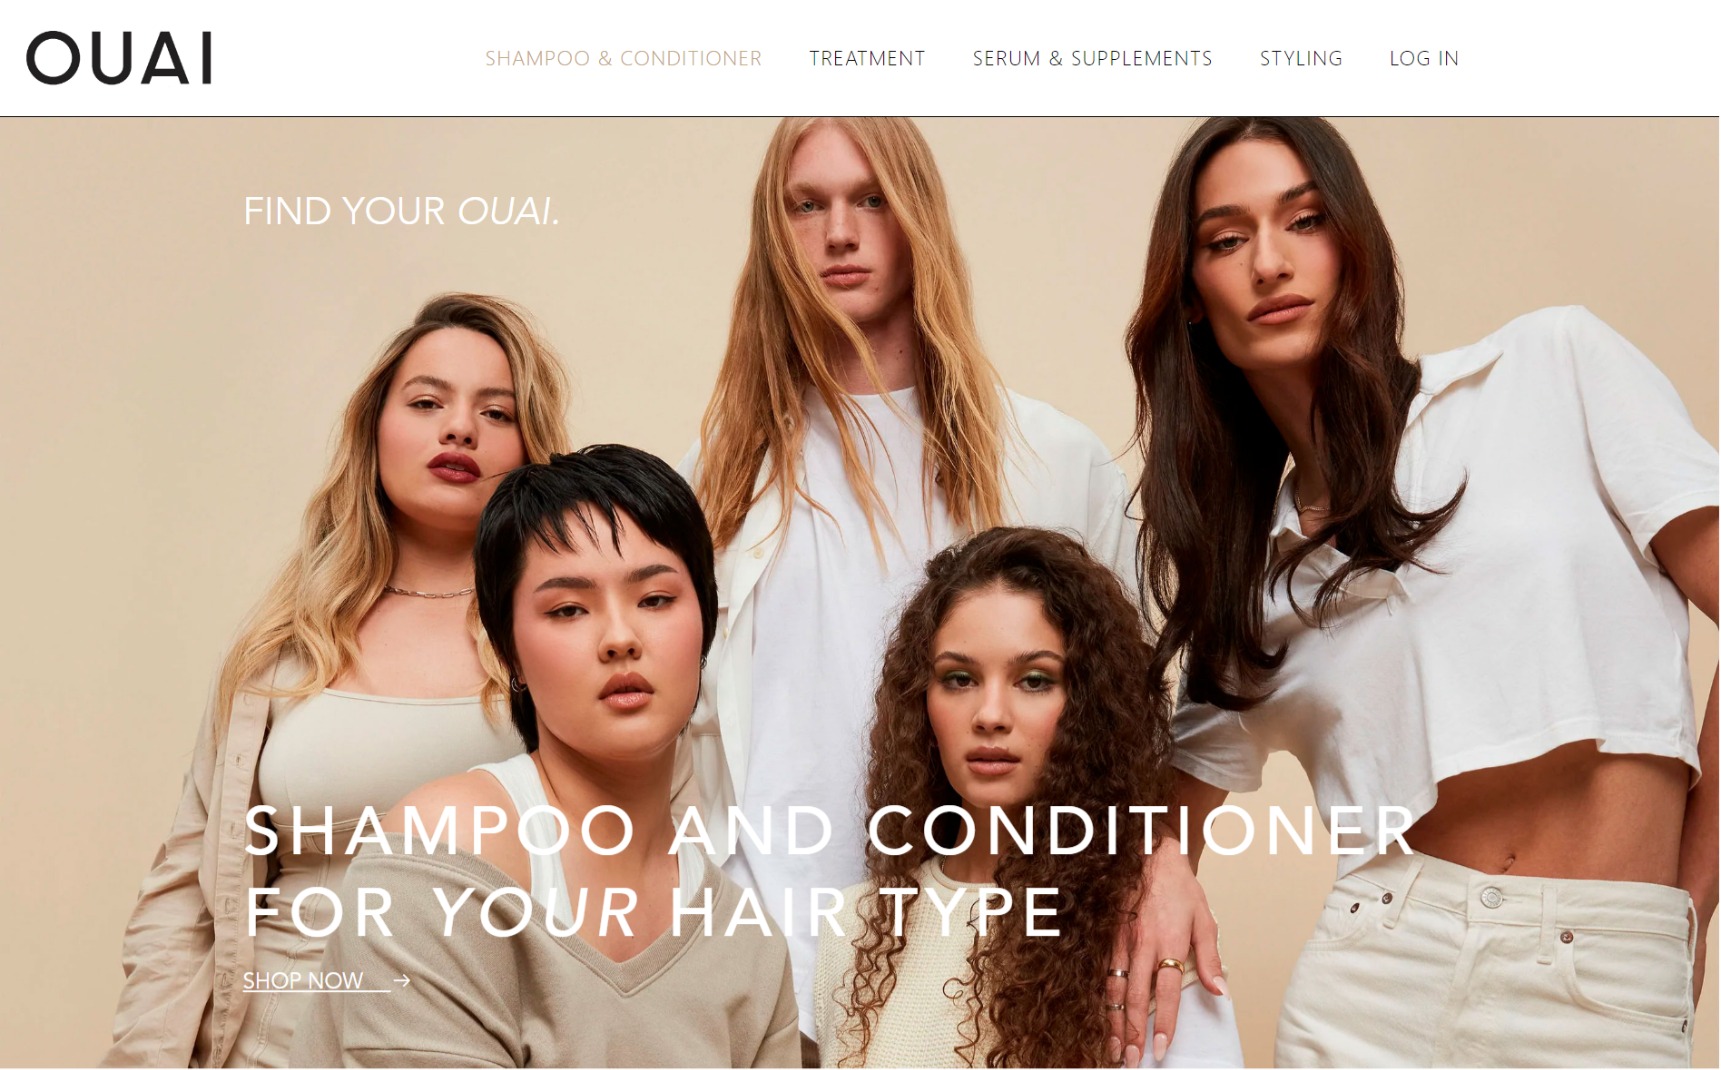 OUAI
SHAMPOO & CONDITIONER
TREATMENT
SERUM & SUPPLEMENTS
STYLING
LOG IN
FIND YOUR OUAI.
SHAMPOO AND CONDITIONER
FOR YOUR HAIR TYPE
SHOP NOW →